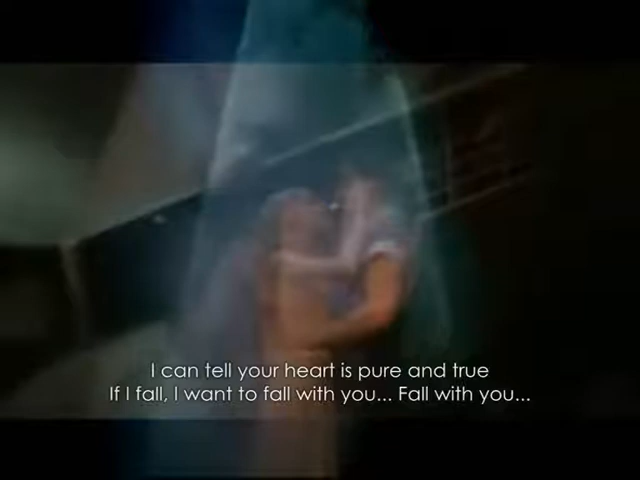 I can tell your heart is pure and true
If I fall, I want to fall with you... Fall with you...